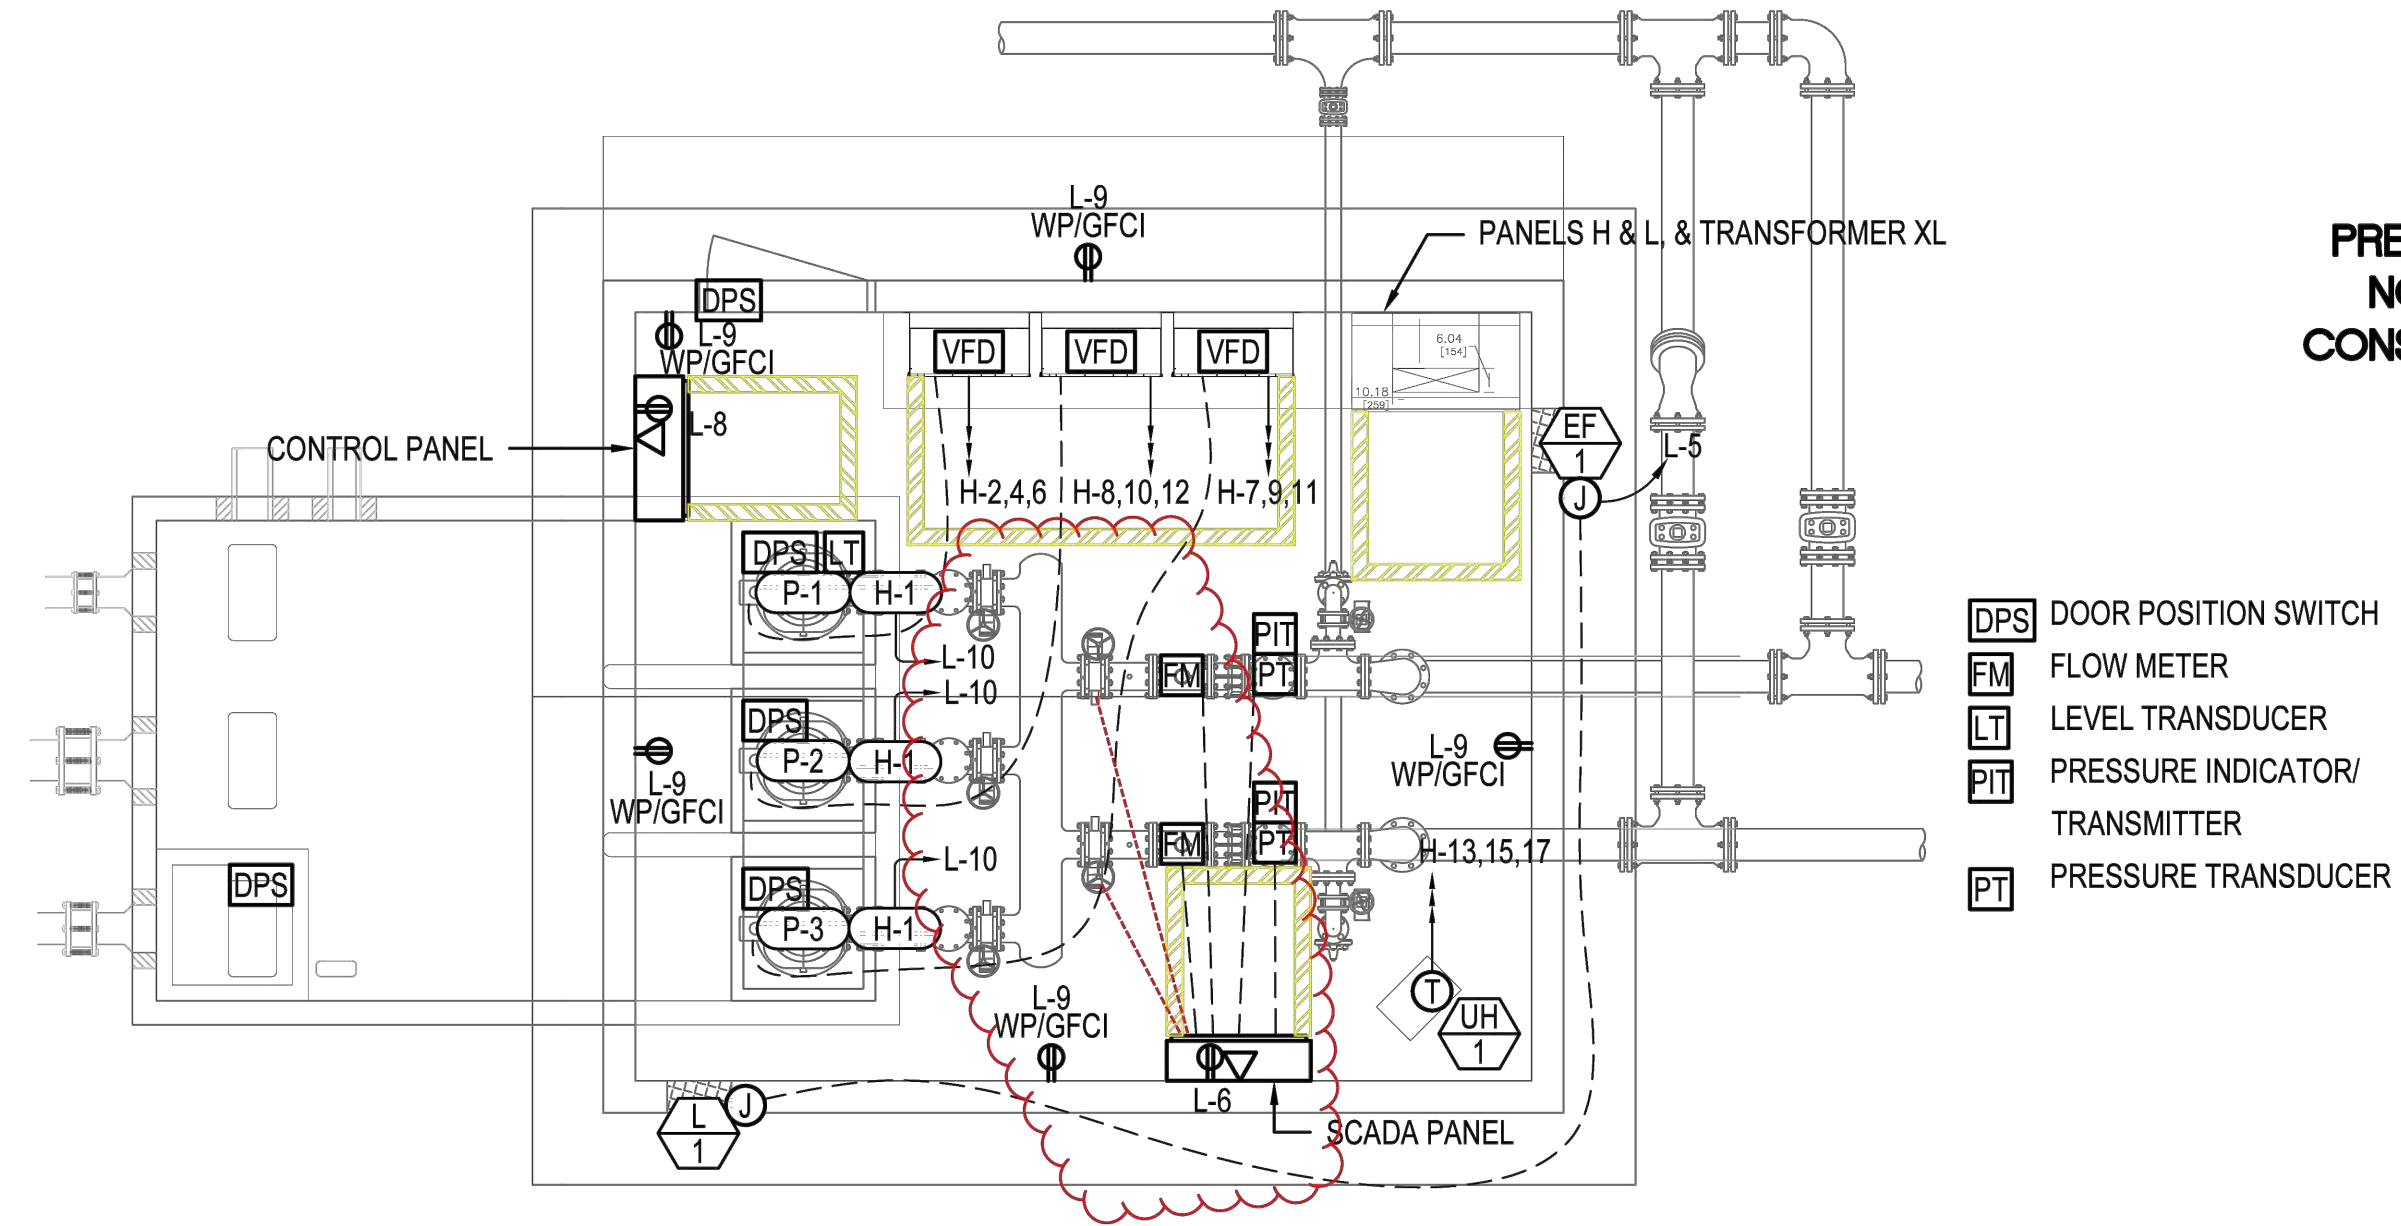 L-9
WP/GFCI
PANELS H & L, & TRANSFORMER XL
DPS
L-9
WP/GFCI
VFD
VFD
VFD
6.04
[154]
10.18
[259]
L-8
CONTROL PANEL
EF
1
L-5
J
H-2,4,6
H-8,10,12
H-7,9,11
DPS
LT
P-1
H-1
L-10
L-10
PIT
PT
FM
DPS
P-2
H-1
L-9
WP/GFCI
L-9
WP/GFCI
PIT
PT
FM
H-13,15,17
L-10
DPS
DPS
P-3
H-1
T
UH
1
L-9
WP/GFCI
L-6
SCADA PANEL
J
L
1
DPS DOOR POSITION SWITCH
FM FLOW METER
LT LEVEL TRANSDUCER
PIT PRESSURE INDICATOR/
TRANSMITTER
PT PRESSURE TRANSDUCER
PRE
CONS